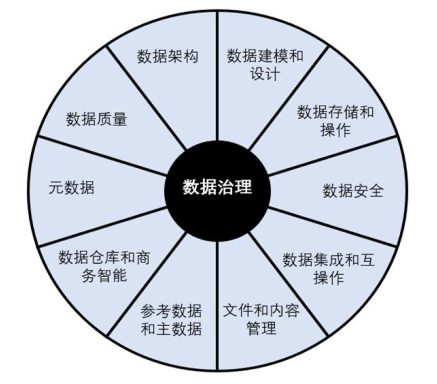 数据架构
数据建模和
设计
数据存储和
操作
数据安全
数据集成和互
操作
文件和内容
管理
参考数据
和主数据
数据仓库和商
务智能
元数据
数据质量
数据治理